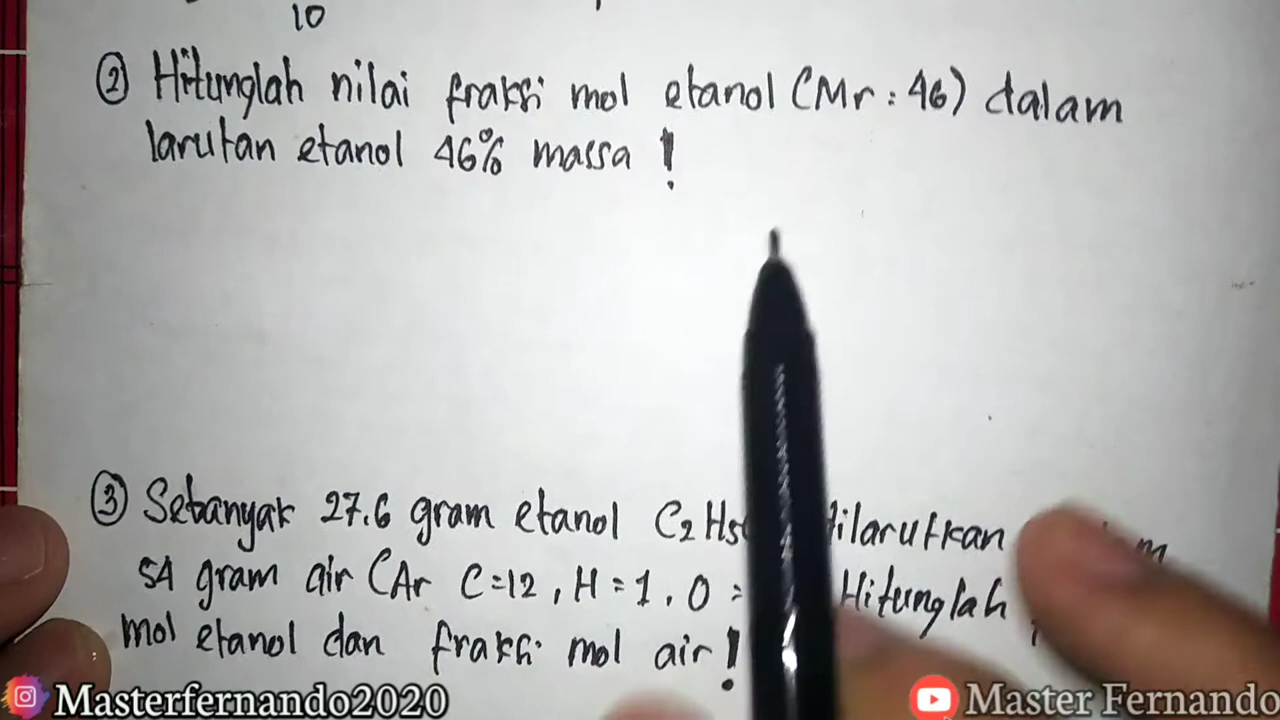 10
② Hitunglah nilai fraksi mol etanol (Mr : 46) dalam
larutan etanol 46% massa !
③ Sebanyak 27.6 gram etanol C₂H₅ dilarutkan
54 gram air (Ar C=12, H=1, O = Hitunglah
mol etanol dan fraksi mol air !
Masterfernando2020
Master Fernando